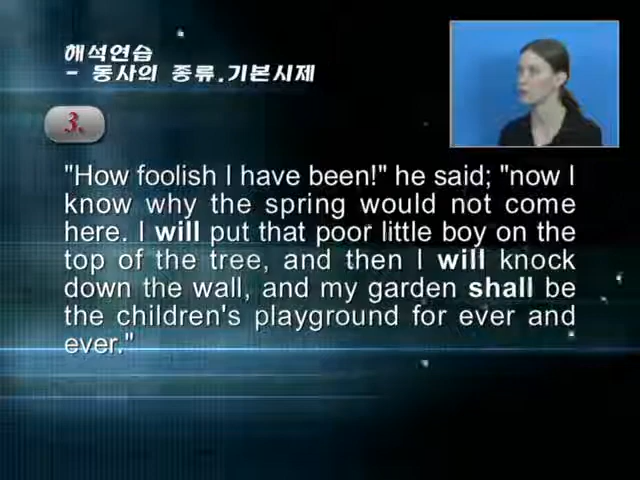 해석연습
- 동사의 종류,기본시제
3.
"How foolish I have been!" he said; "now I
know why the spring would not come
here. I will put that poor little boy on the
top of the tree, and then I will knock
down the wall, and my garden shall be
the children's playground for ever and
ever."